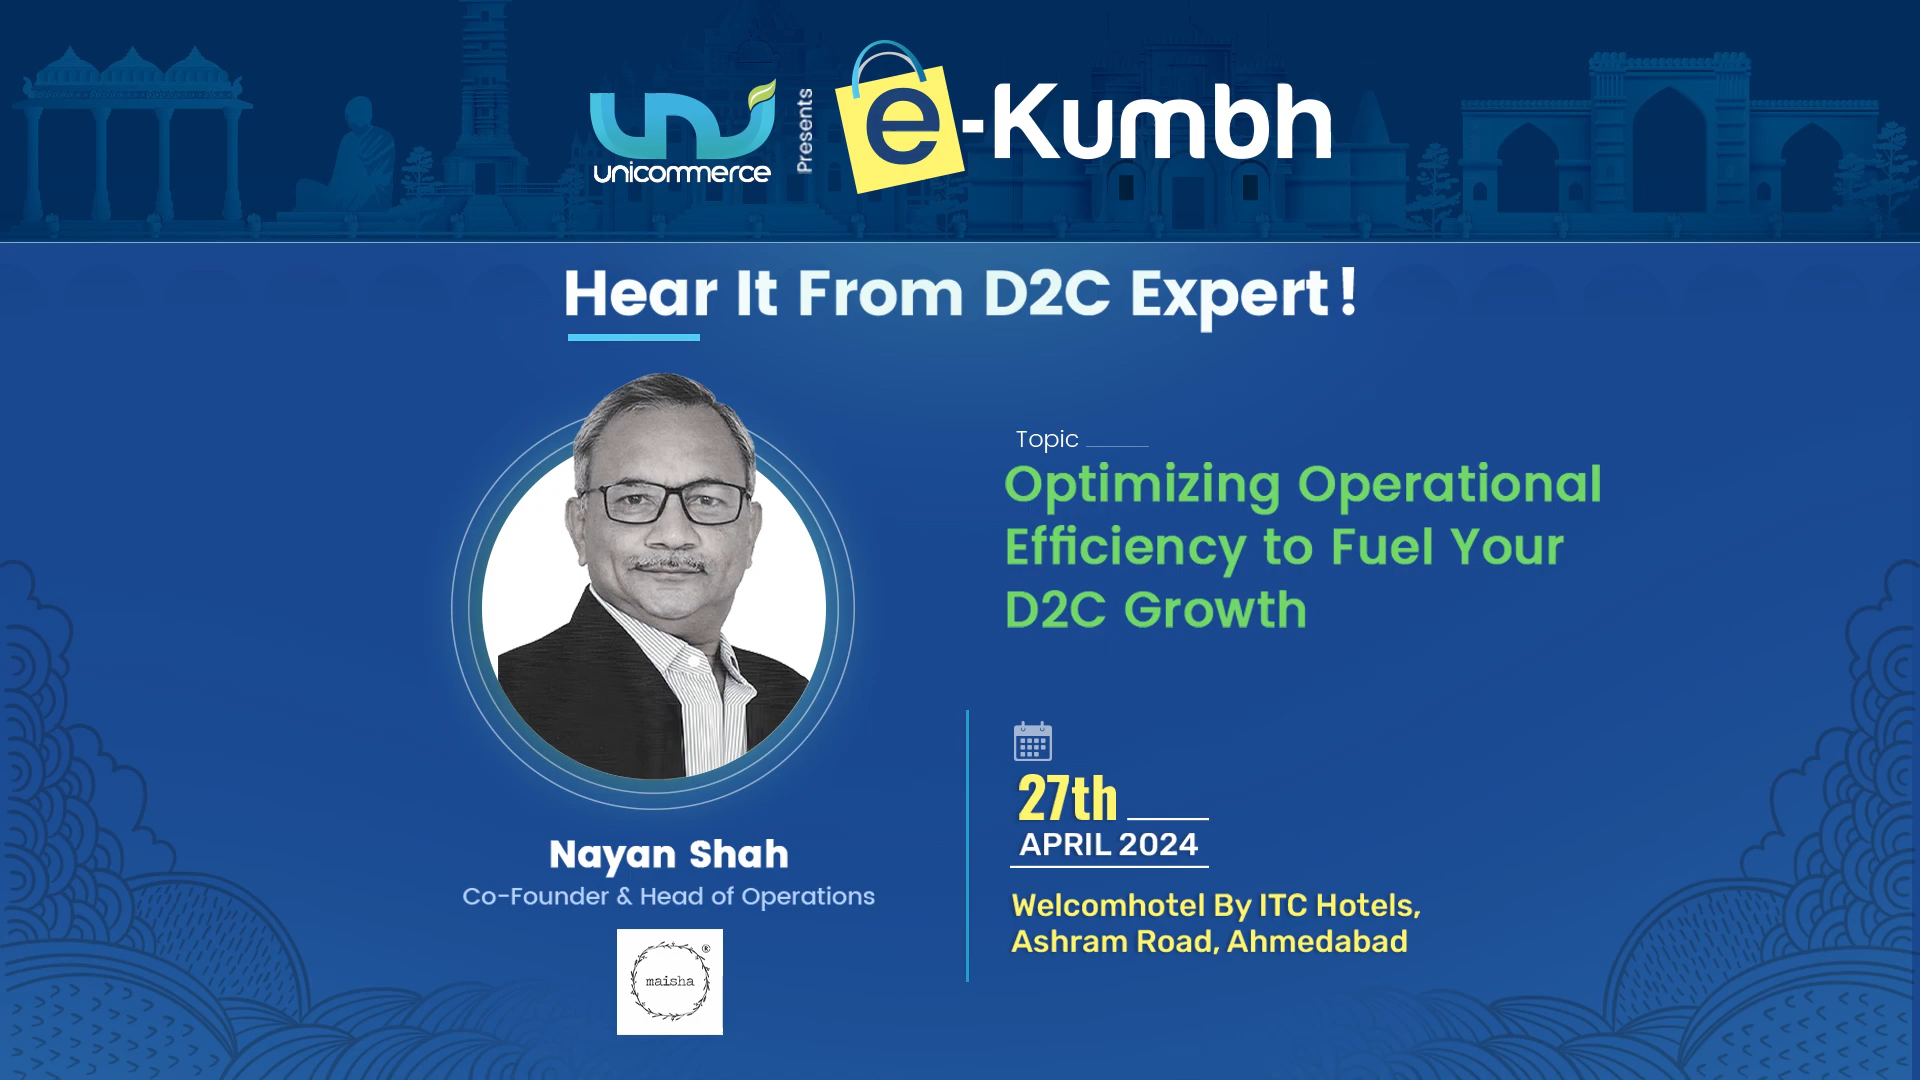 unicommerce
Presents
e-Kumbh
Hear It From D2C Expert!
Topic
Optimizing Operational
Efficiency to Fuel Your
D2C Growth
27th
APRIL 2024
Welcomhotel By ITC Hotels,
Ashram Road, Ahmedabad
Nayan Shah
Co-Founder & Head of Operations
maisha ®